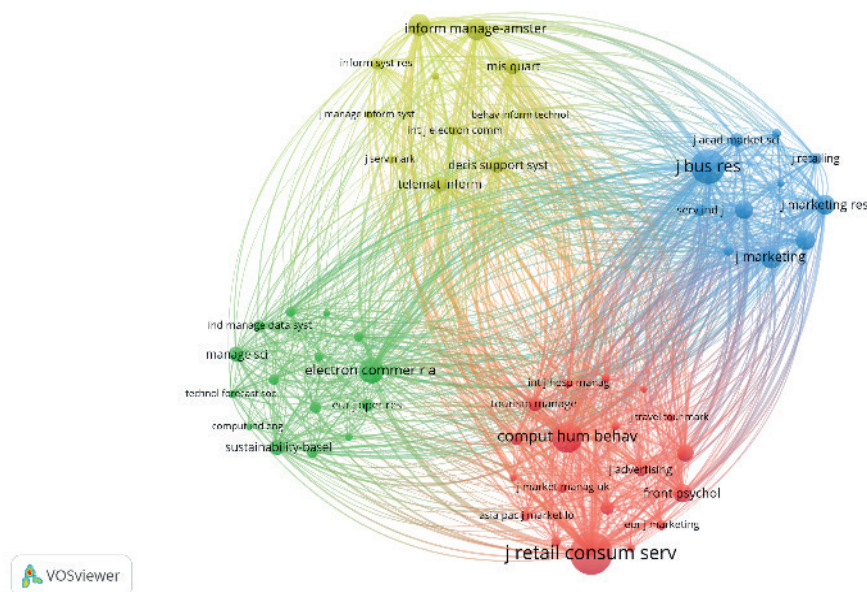 inform manage-amster
inform syst res
mis quart
j manage inform syst
behav inform technol
int j electron comm
j serv mark
decis support syst
telemat inform
j acad market sci
j bus res
j retailing
serv ind j
j marketing res
j marketing
ind manage data syst
manage sci
electron commer r a
technol forecast soc
eur j oper res
comput ind eng
sustainability-basel
int j hosp manag
tourism manage
travel tour mark
comput hum behav
j advertising
j market manag-uk
front psychol
asia pac j market lo
eur j marketing
j retail consum serv
VOSviewer